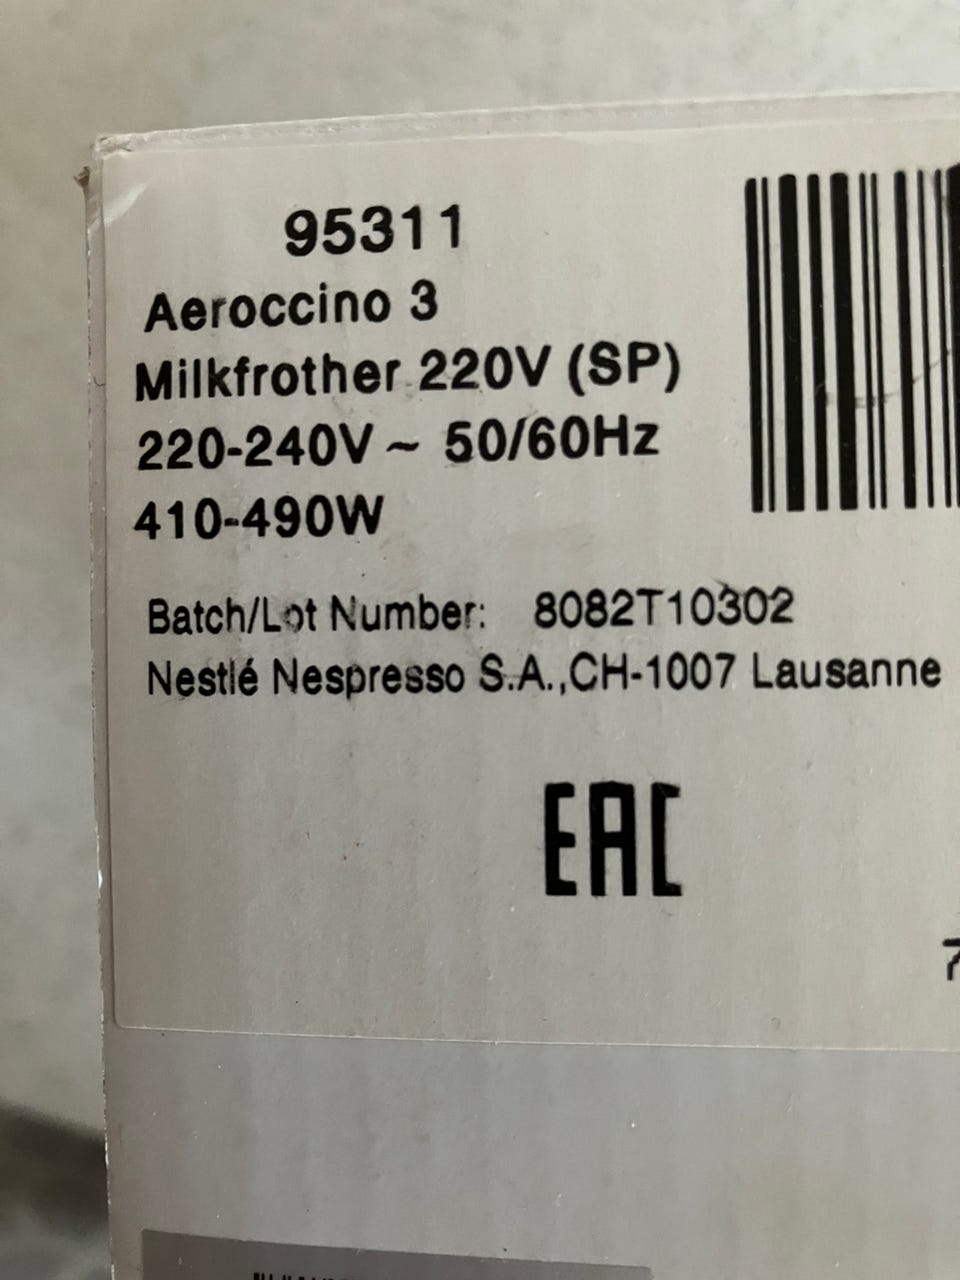 95311
Aeroccino 3
Milkfrother 220V (SP)
220-240V ~ 50/60Hz
410-490W
Batch/Lot Number: 8082T10302
Nestlé Nespresso S.A.,CH-1007 Lausanne
EAC
7